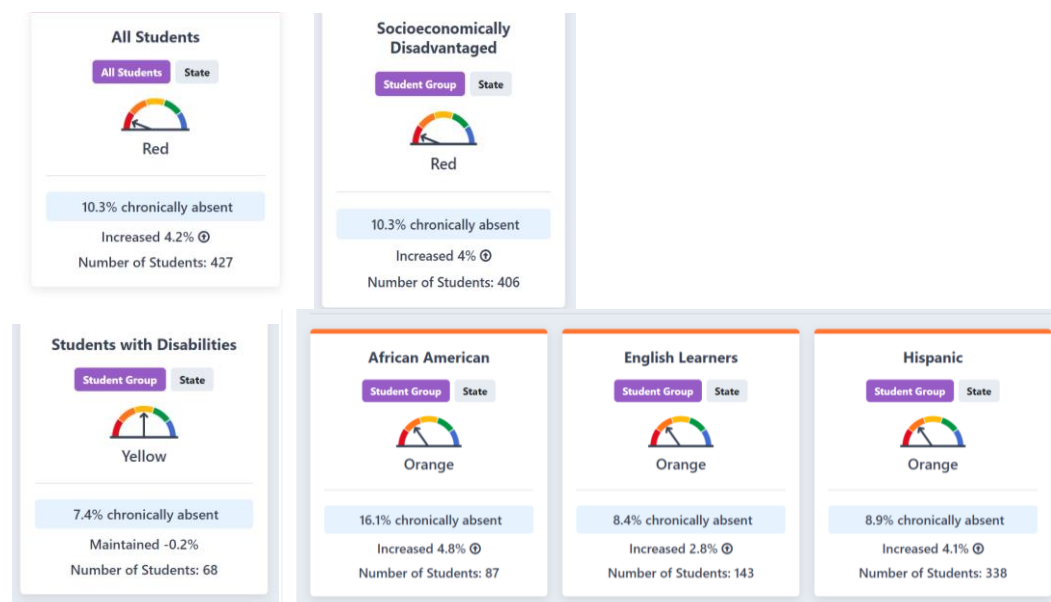 All Students
All Students State
Red
10.3% chronically absent
Increased 4.2%
Number of Students: 427
Socioeconomically
Disadvantaged
Student Group State
Red
10.3% chronically absent
Increased 4%
Number of Students: 406
Students with Disabilities
Student Group State
Yellow
7.4% chronically absent
Maintained -0.2%
Number of Students: 68
African American
Student Group State
Orange
16.1% chronically absent
Increased 4.8%
Number of Students: 87
English Learners
Student Group State
Orange
8.4% chronically absent
Increased 2.8%
Number of Students: 143
Hispanic
Student Group State
Orange
8.9% chronically absent
Increased 4.1%
Number of Students: 338